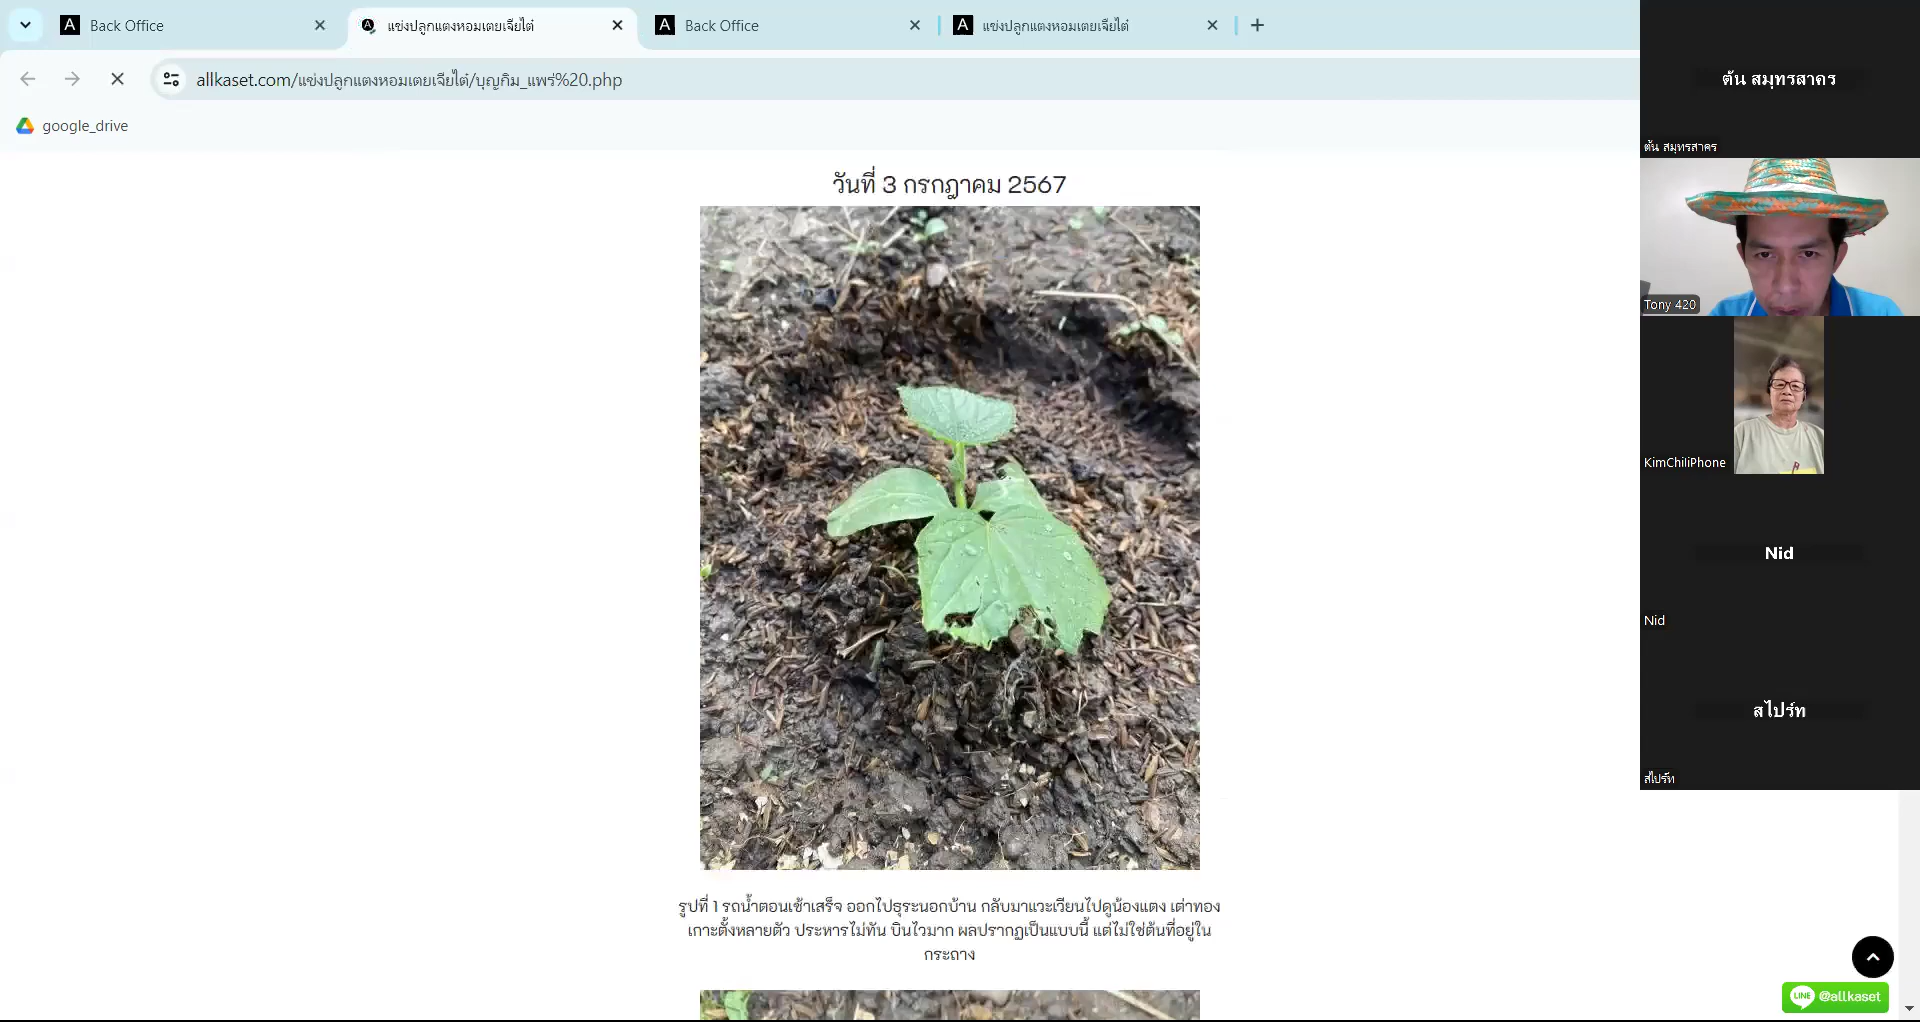 Back Office
แข่งปลูกแตงหอมเตยเจียไต๋
Back Office
แข่งปลูกแตงหอมเตยเจียไต๋
allkaset.com/แข่งปลูกแตงหอมเตยเจียไต๋/บุญกิม_แพร่%20.php
google_drive
วันที่ 3 กรกฎาคม 2567
รูปที่ 1 รถน้ำตอนเช้าเสร็จ ออกไปธุระนอกบ้าน กลับมาแวะเวียนไปดูน้องแตง เต่าทอง
เกาะตั้งหลายตัว ประหารไม่ทัน บินไวมาก ผลปรากฏเป็นแบบนี้ แต่ไม่ใช่ต้นที่อยู่ใน
กระถาง
ต้น สมุทรสาคร
ต้น สมุทรสาคร
Tony 420
KimChiliPhone
Nid
Nid
สไปร์ท
สไปร์ท
LINE @allkaset